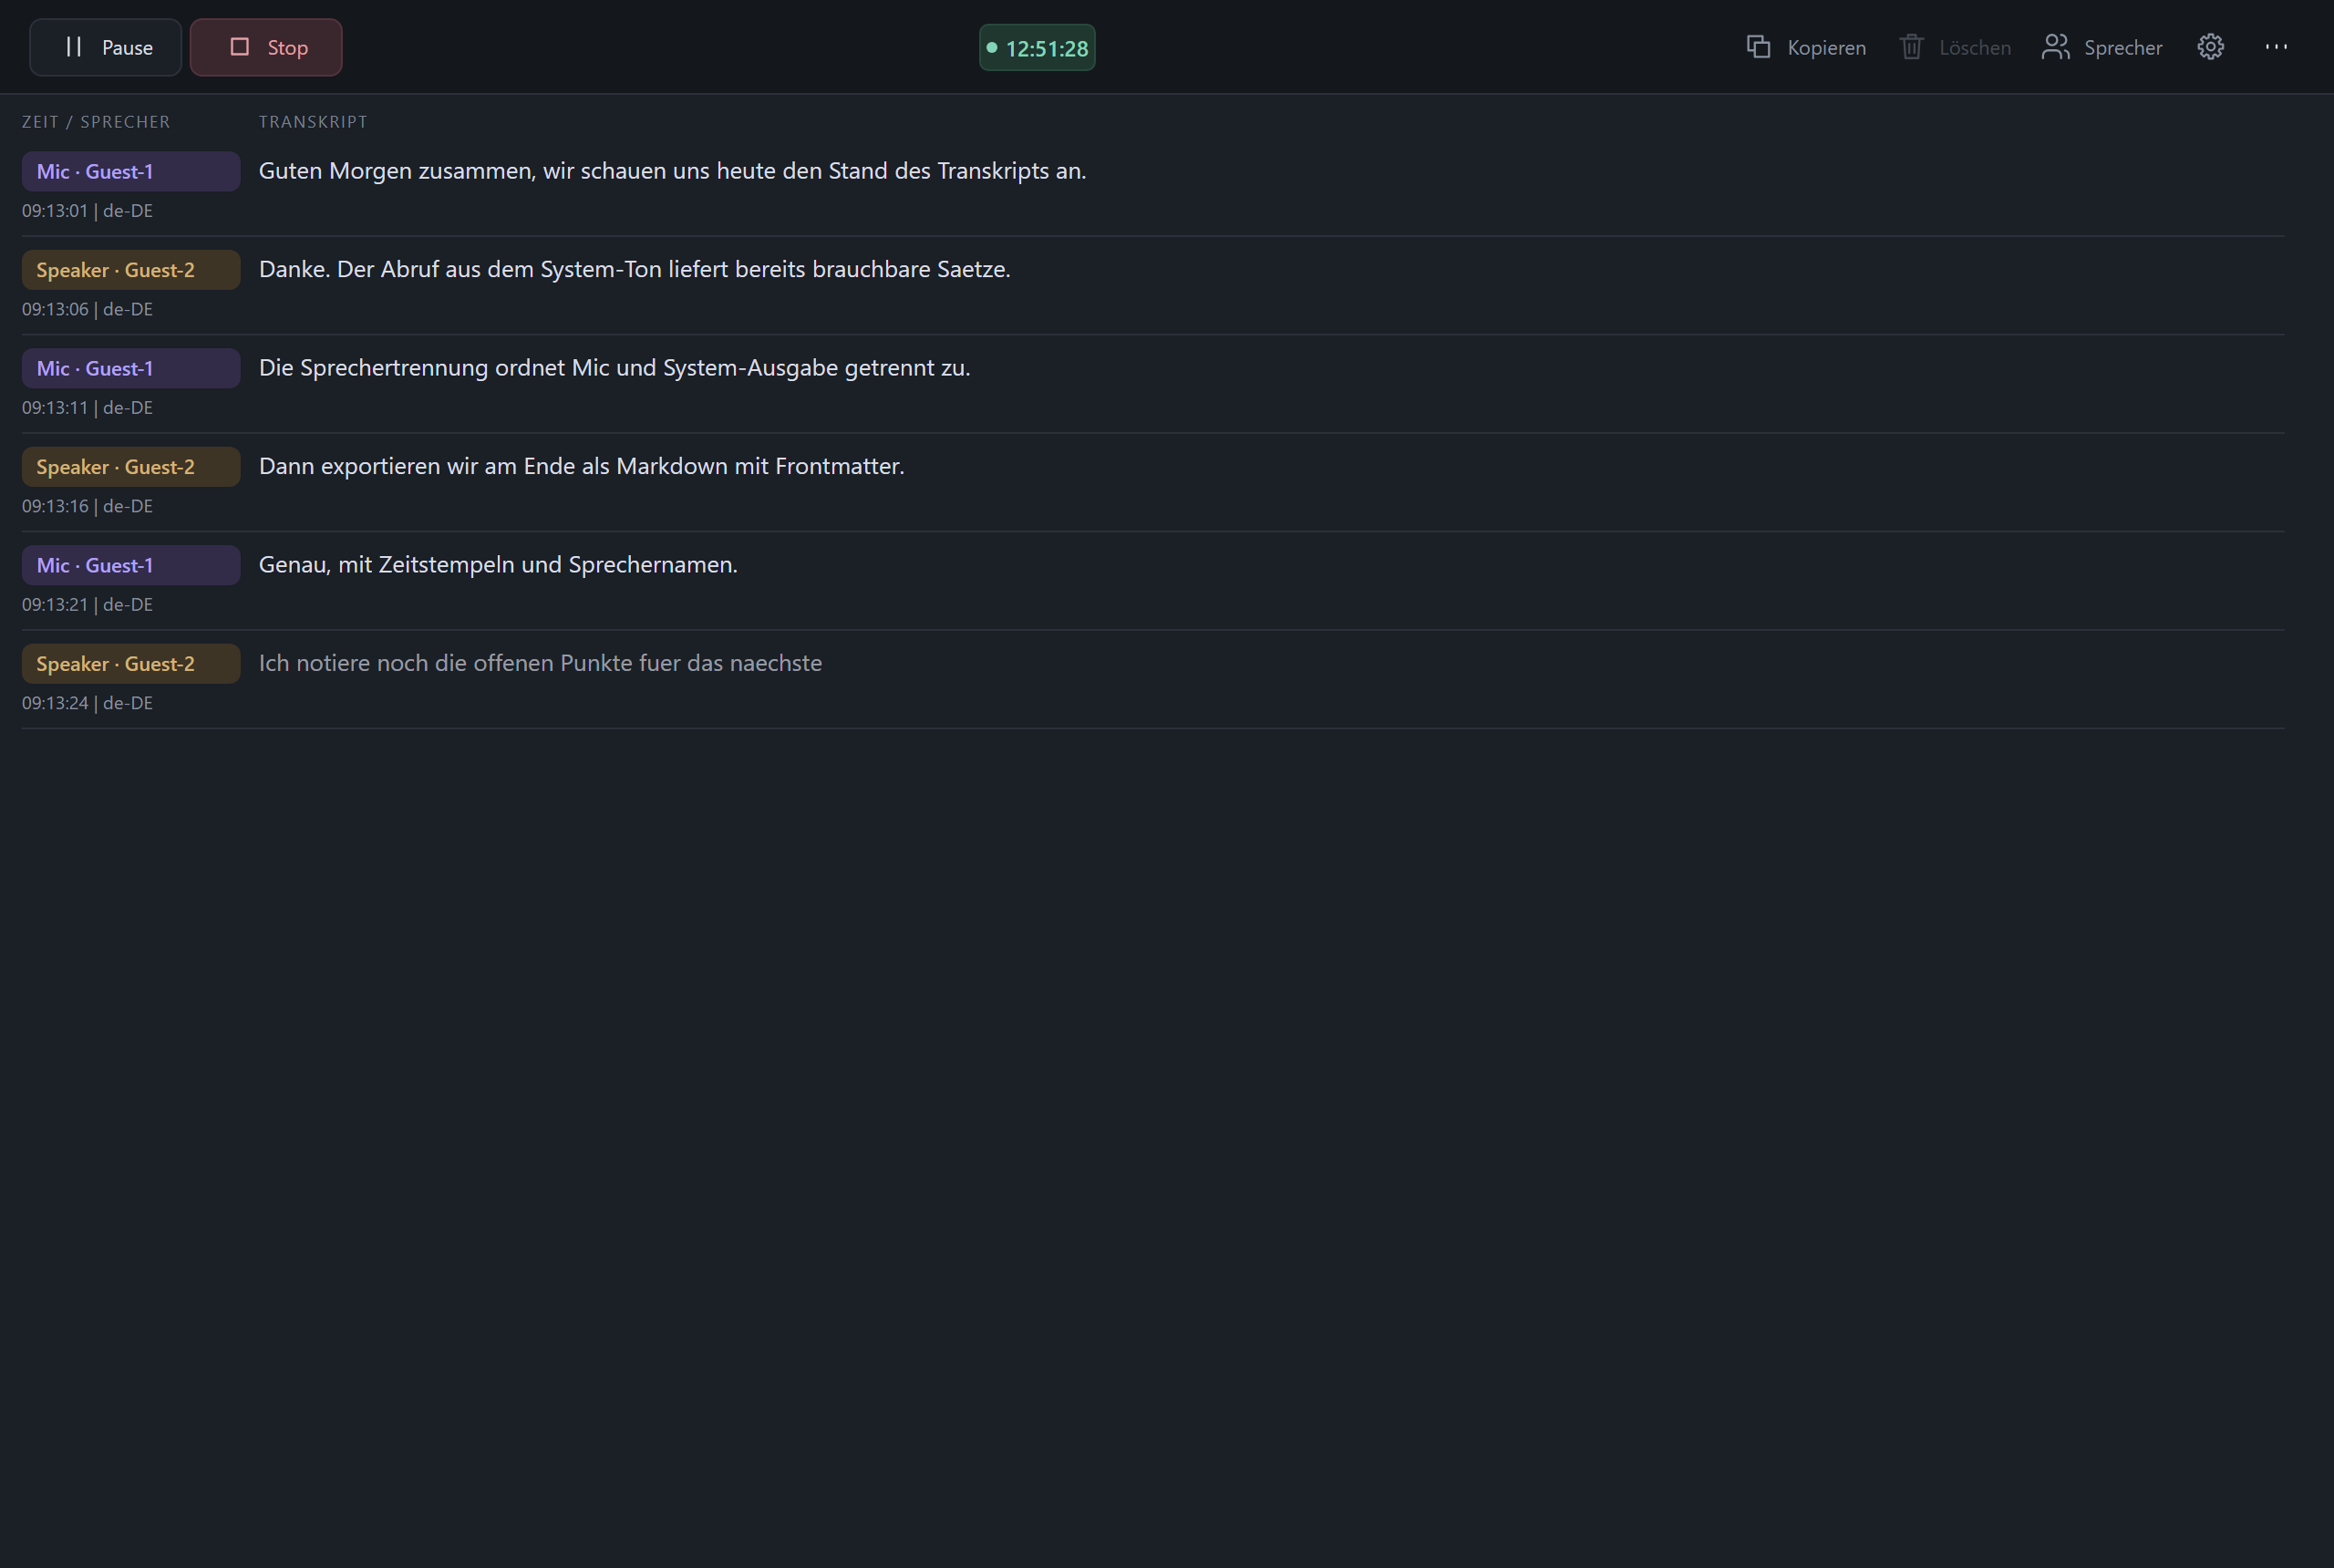 Pause Stop 12:51:28 Kopieren Löschen Sprecher ...
ZEIT / SPRECHER TRANSKRIPT
Mic · Guest-1 Guten Morgen zusammen, wir schauen uns heute den Stand des Transkripts an.
09:13:01 | de-DE
Speaker · Guest-2 Danke. Der Abruf aus dem System-Ton liefert bereits brauchbare Saetze.
09:13:06 | de-DE
Mic · Guest-1 Die Sprechertrennung ordnet Mic und System-Ausgabe getrennt zu.
09:13:11 | de-DE
Speaker · Guest-2 Dann exportieren wir am Ende als Markdown mit Frontmatter.
09:13:16 | de-DE
Mic · Guest-1 Genau, mit Zeitstempeln und Sprechernamen.
09:13:21 | de-DE
Speaker · Guest-2 Ich notiere noch die offenen Punkte fuer das naechste
09:13:24 | de-DE